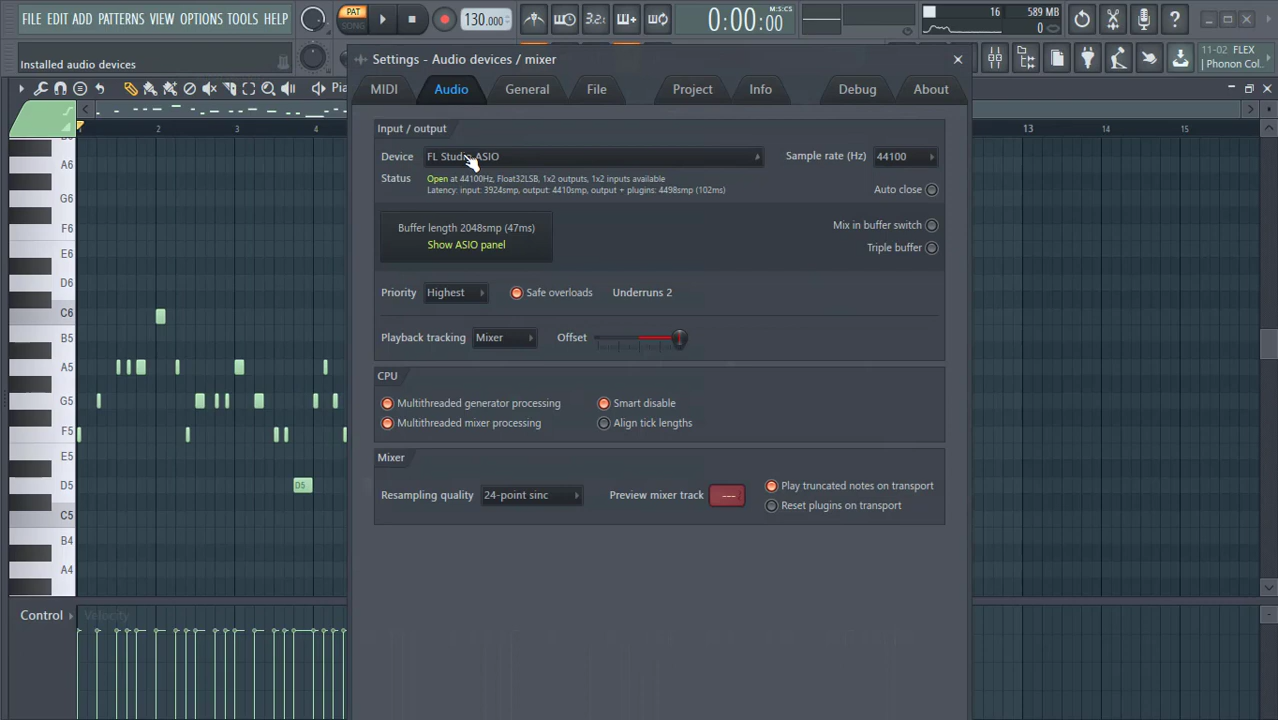 FILE EDIT ADD PATTERNS VIEW OPTIONS TOOLS HELP
PAT
SONG
130.000
3.2.
M:S:CS
0:00:00
16
589 MB
0
Installed audio devices
11-02 FLEX
Phonon Col..
Settings - Audio devices / mixer
MIDI
Audio
General
File
Project
Info
Debug
About
1
2
3
4
13
14
15
A6
G6
F6
E6
D6
C6
B5
A5
G5
F5
E5
D5
C5
B4
A4
G4
D5
Input / output
Device
FL Studio ASIO
Sample rate (Hz)
44100
Status
Open at 44100Hz, Float32LSB, 1x2 outputs, 1x2 inputs available
Latency: input: 3924smp, output: 4410smp, output + plugins: 4498smp (102ms)
Auto close
Buffer length 2048smp (47ms)
Show ASIO panel
Mix in buffer switch
Triple buffer
Priority
Highest
Safe overloads
Underruns 2
Playback tracking
Mixer
Offset
CPU
Multithreaded generator processing
Smart disable
Multithreaded mixer processing
Align tick lengths
Mixer
Resampling quality
24-point sinc
Preview mixer track
---
Play truncated notes on transport
Reset plugins on transport
Control
Velocity